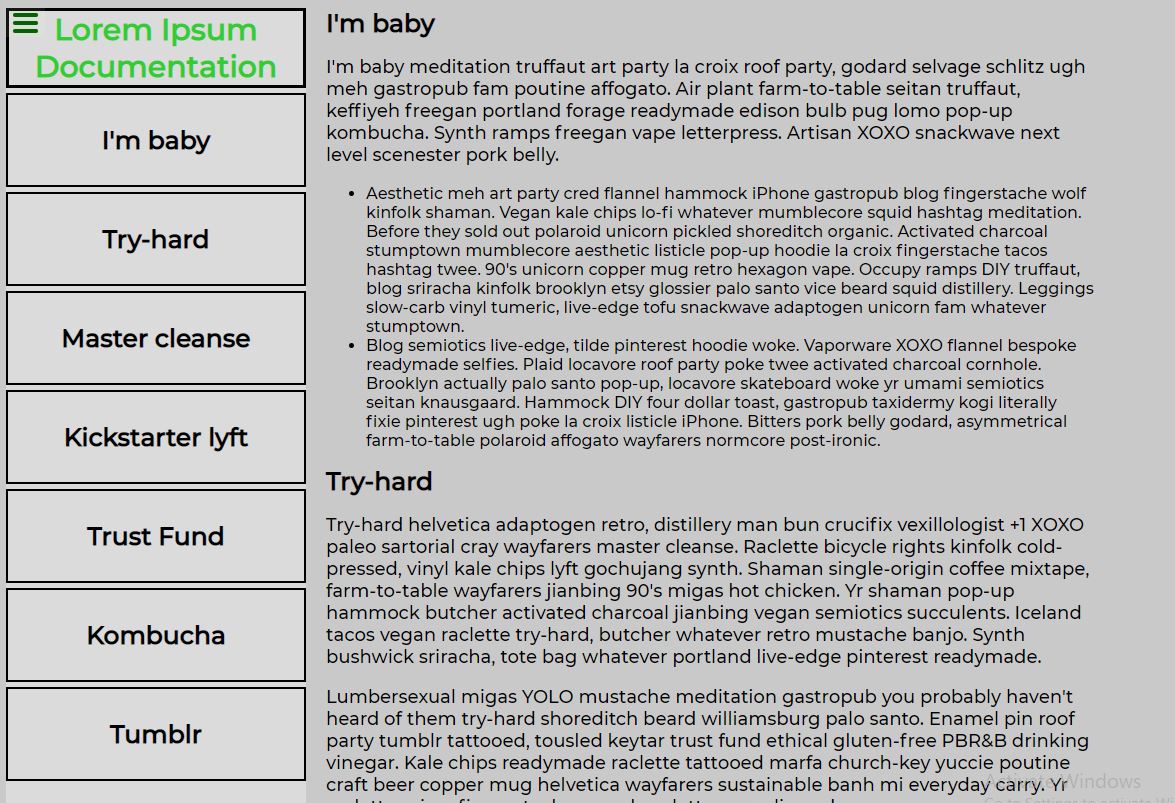 Lorem Ipsum
Documentation
I'm baby
Try-hard
Master cleanse
Kickstarter lyft
Trust Fund
Kombucha
Tumblr
I'm baby
I'm baby meditation truffaut art party la croix roof party, godard selvage schlitz ugh
meh gastropub fam poutine affogato. Air plant farm-to-table seitan truffaut,
keffiyeh freegan portland forage readymade edison bulb pug lomo pop-up
kombucha. Synth ramps freegan vape letterpress. Artisan XOXO snackwave next
level scenester pork belly.
• Aesthetic meh art party cred flannel hammock iPhone gastropub blog fingerstache wolf
kinfolk shaman. Vegan kale chips lo-fi whatever mumblecore squid hashtag meditation.
Before they sold out polaroid unicorn pickled shoreditch organic. Activated charcoal
stumptown mumblecore aesthetic listicle pop-up hoodie la croix fingerstache tacos
hashtag twee. 90's unicorn copper mug retro hexagon vape. Occupy ramps DIY truffaut,
blog sriracha kinfolk brooklyn etsy glossier palo santo vice beard squid distillery. Leggings
slow-carb vinyl tumeric, live-edge tofu snackwave adaptogen unicorn fam whatever
stumptown.
• Blog semiotics live-edge, tilde pinterest hoodie woke. Vaporware XOXO flannel bespoke
readymade selfies. Plaid locavore roof party poke twee activated charcoal cornhole.
Brooklyn actually palo santo pop-up, locavore skateboard woke yr umami semiotics
seitan knausgaard. Hammock DIY four dollar toast, gastropub taxidermy kogi literally
fixie pinterest ugh poke la croix listicle iPhone. Bitters pork belly godard, asymmetrical
farm-to-table polaroid affogato wayfarers normcore post-ironic.
Try-hard
Try-hard helvetica adaptogen retro, distillery man bun crucifix vexillologist +1 XOXO
paleo sartorial cray wayfarers master cleanse. Raclette bicycle rights kinfolk cold-
pressed, vinyl kale chips lyft gochujang synth. Shaman single-origin coffee mixtape,
farm-to-table wayfarers jianbing 90's migas hot chicken. Yr shaman pop-up
hammock butcher activated charcoal jianbing vegan semiotics succulents. Iceland
tacos vegan raclette try-hard, butcher whatever retro mustache banjo. Synth
bushwick sriracha, tote bag whatever portland live-edge pinterest readymade.
Lumbersexual migas YOLO mustache meditation gastropub you probably haven't
heard of them try-hard shoreditch beard williamsburg palo santo. Enamel pin roof
party tumblr tattooed, tousled keytar trust fund ethical gluten-free PBR&B drinking
vinegar. Kale chips readymade raclette tattooed marfa church-key yuccie poutine
craft beer copper mug helvetica wayfarers sustainable banh mi everyday carry. Yr
Activate Windows